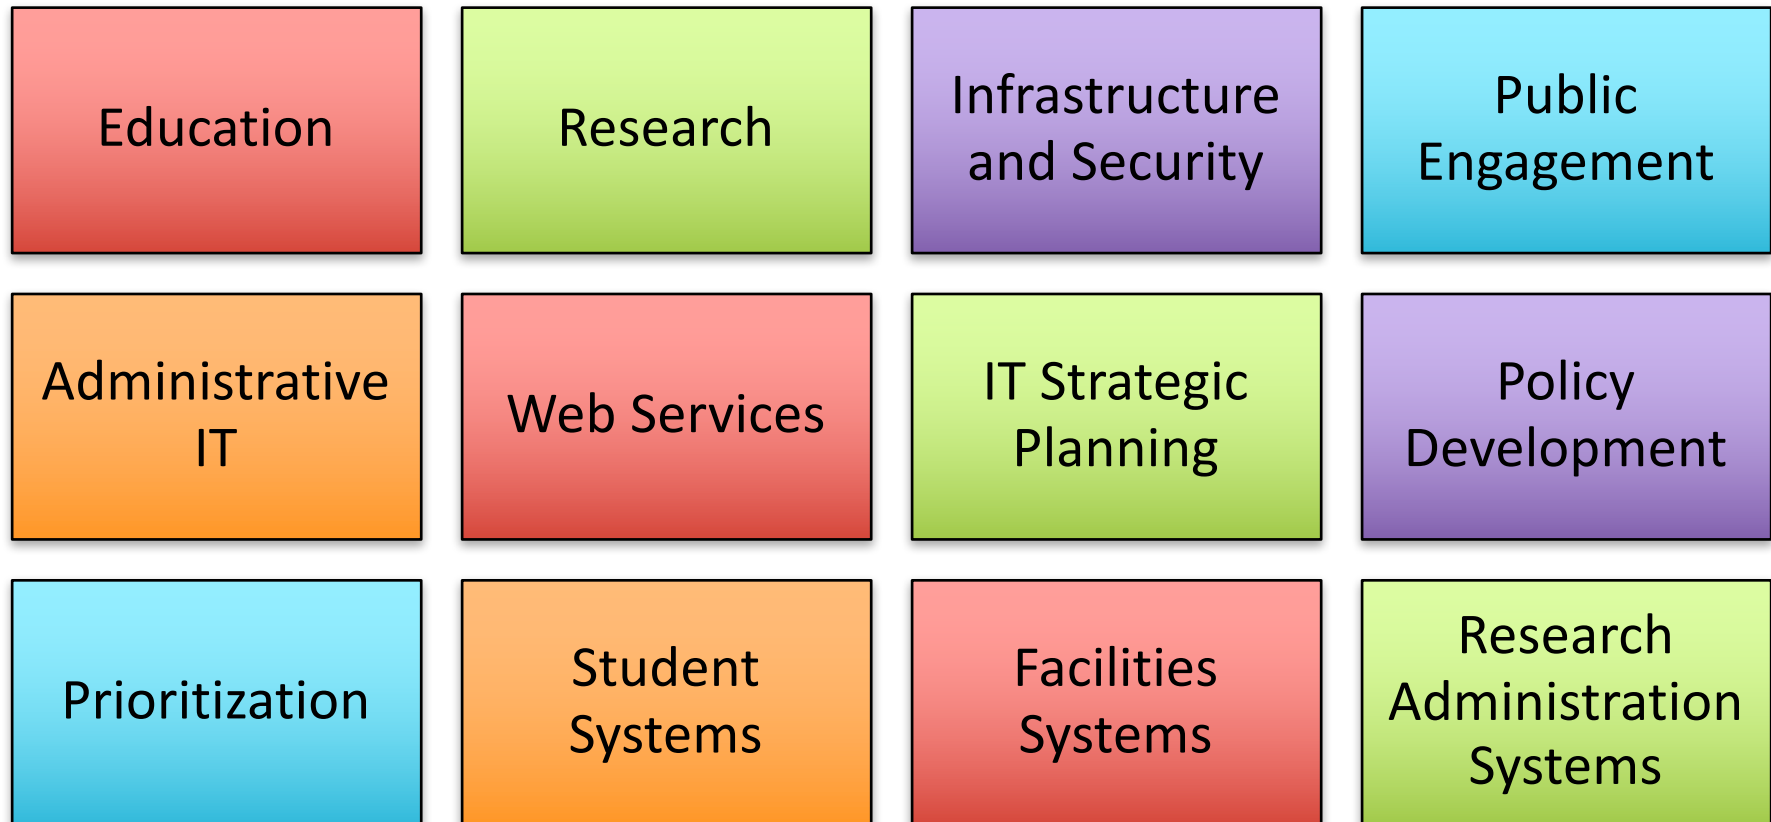 Education
Research
Infrastructure
and Security
Public
Engagement
Administrative
IT
Web Services
IT Strategic
Planning
Policy
Development
Prioritization
Student
Systems
Facilities
Systems
Research
Administration
Systems